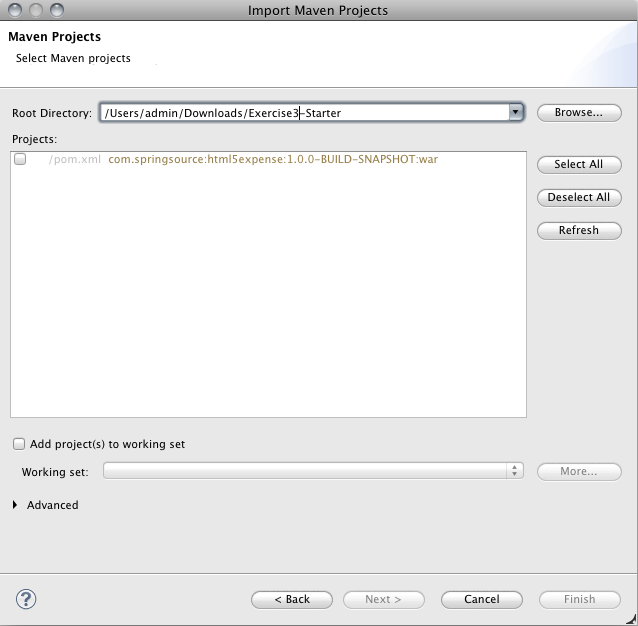 Import Maven Projects
Maven Projects
Select Maven projects
Root Directory: /Users/admin/Downloads/Exercise3-Starter Browse...
Projects:
/pom.xml com.springsource:html5expense:1.0.0-BUILD-SNAPSHOT:war
Select All
Deselect All
Refresh
Add project(s) to working set
Working set: More...
Advanced
? < Back Next > Cancel Finish